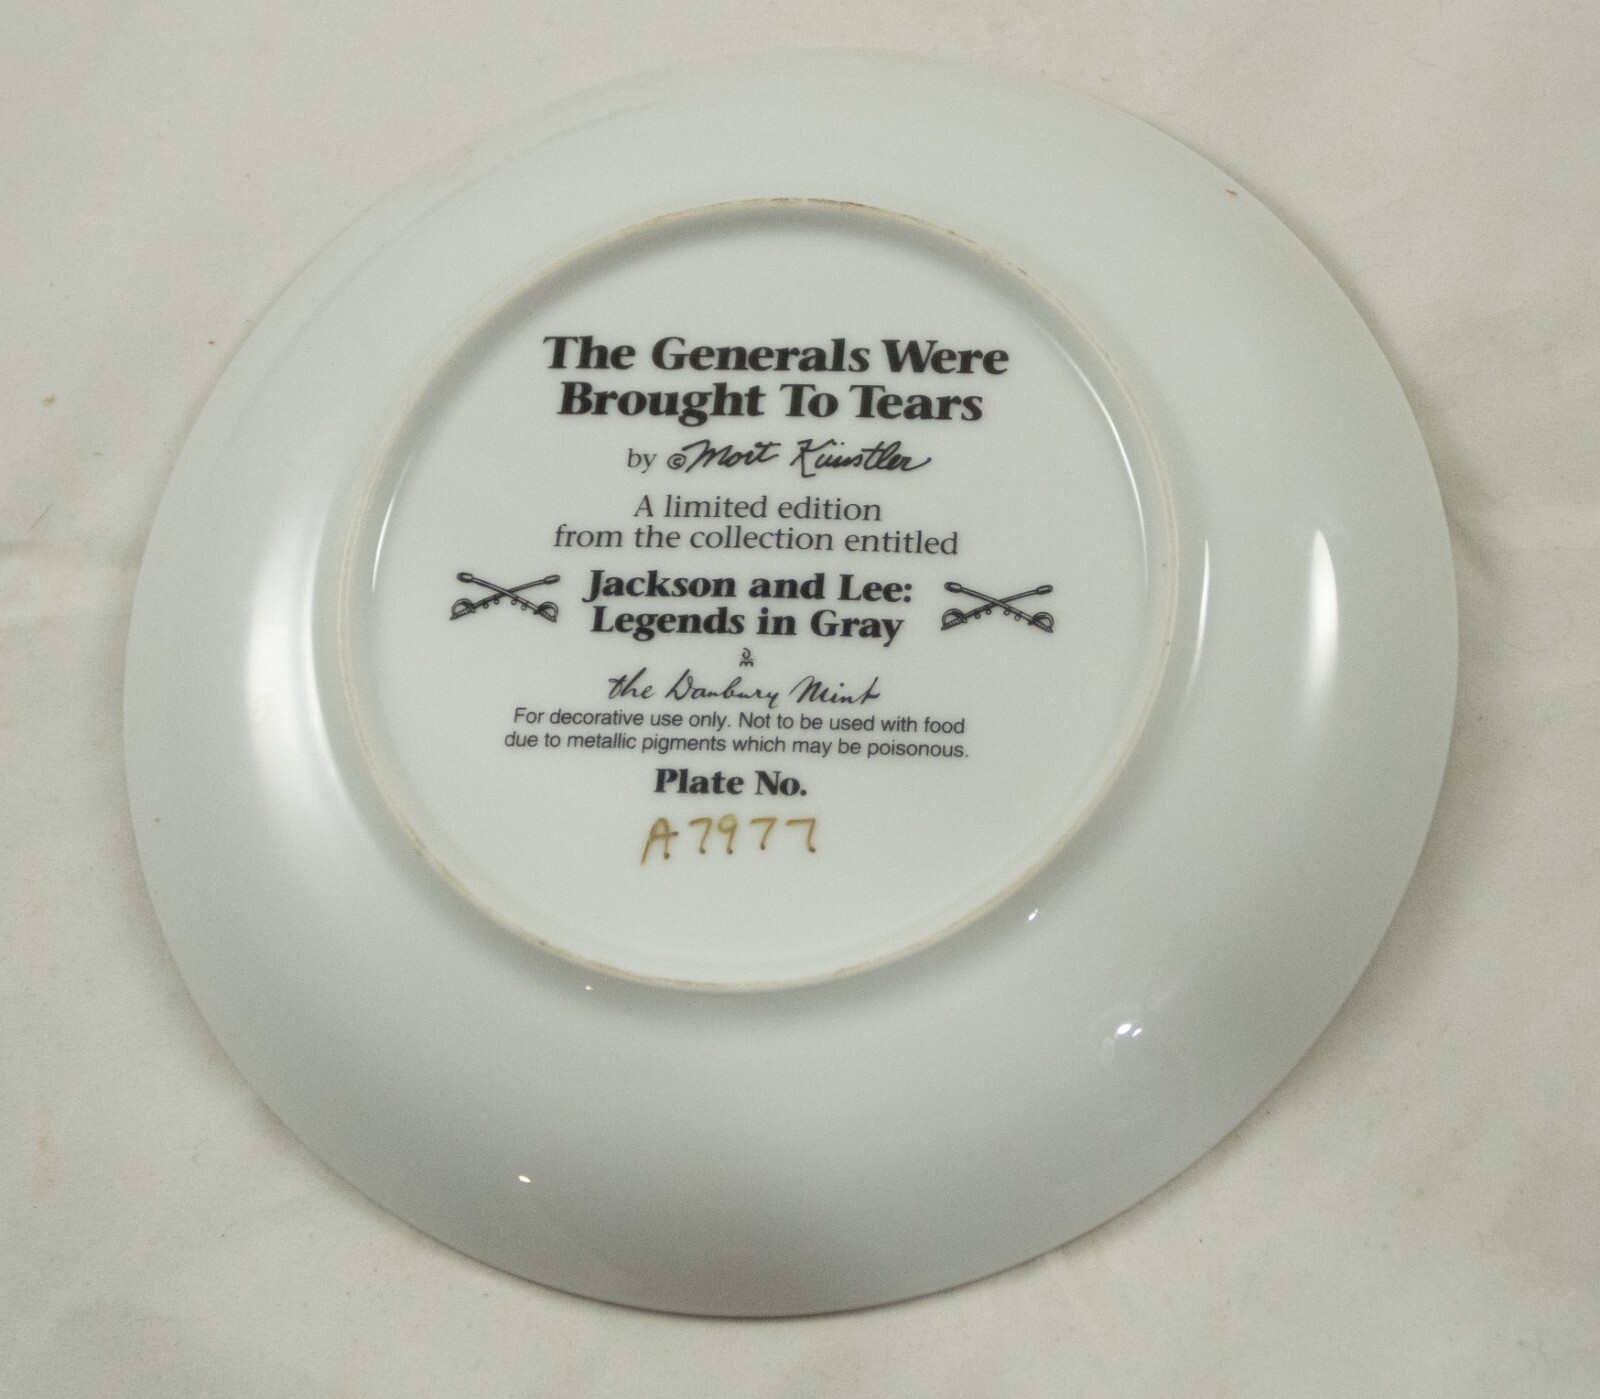 The Generals Were
Brought To Tears
by © Mort Künstler
A limited edition
from the collection entitled
Jackson and Lee:
Legends in Gray
DM
the Danbury Mint
For decorative use only. Not to be used with food
due to metallic pigments which may be poisonous.
Plate No.
A7977